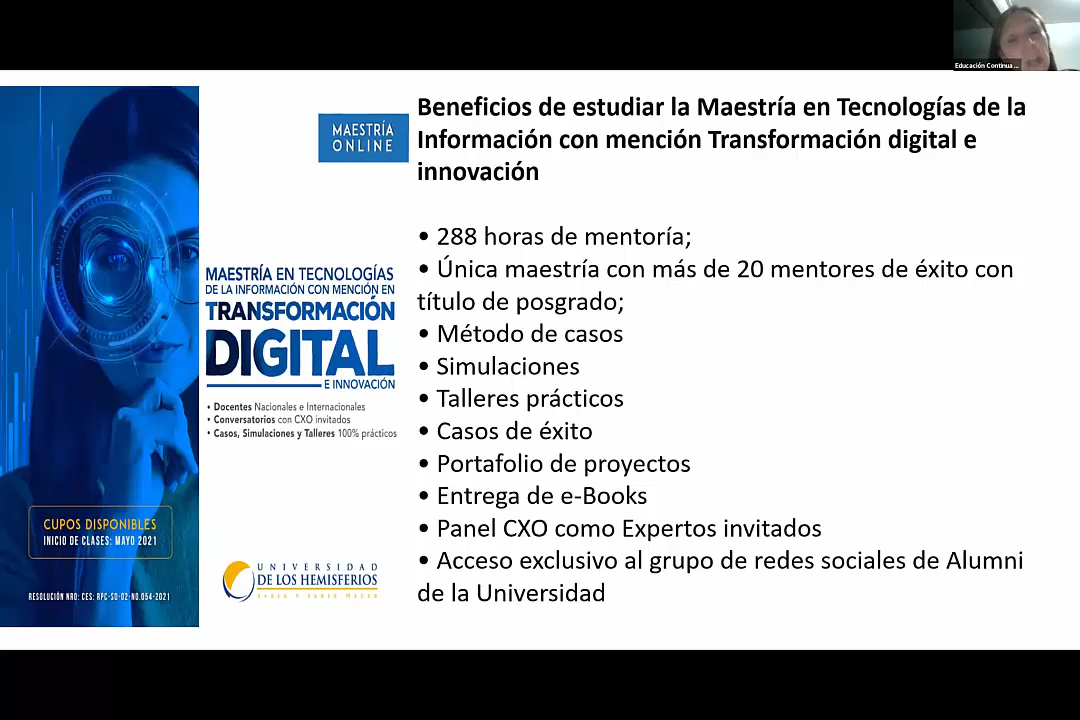 Educación Continua ...
MAESTRÍA
ONLINE
Beneficios de estudiar la Maestría en Tecnologías de la
Información con mención Transformación digital e
innovación
• 288 horas de mentoría;
• Única maestría con más de 20 mentores de éxito con
título de posgrado;
• Método de casos
• Simulaciones
• Talleres prácticos
• Casos de éxito
• Portafolio de proyectos
• Entrega de e-Books
• Panel CXO como Expertos invitados
• Acceso exclusivo al grupo de redes sociales de Alumni
de la Universidad
MAESTRÍA EN TECNOLOGÍAS
DE LA INFORMACIÓN CON MENCIÓN EN
TRANSFORMACIÓN
DIGITAL
E INNOVACIÓN
• Docentes Nacionales e Internacionales
• Conversatorios con CXO invitados
• Casos, Simulaciones y Talleres 100% prácticos
CUPOS DISPONIBLES
INICIO DE CLASES: MAYO 2021
RESOLUCIÓN NRO: CES: RPC-SO-02-NO.054-2021
UNIVERSIDAD
DE LOS HEMISFERIOS
SABIA Y SABER HACER